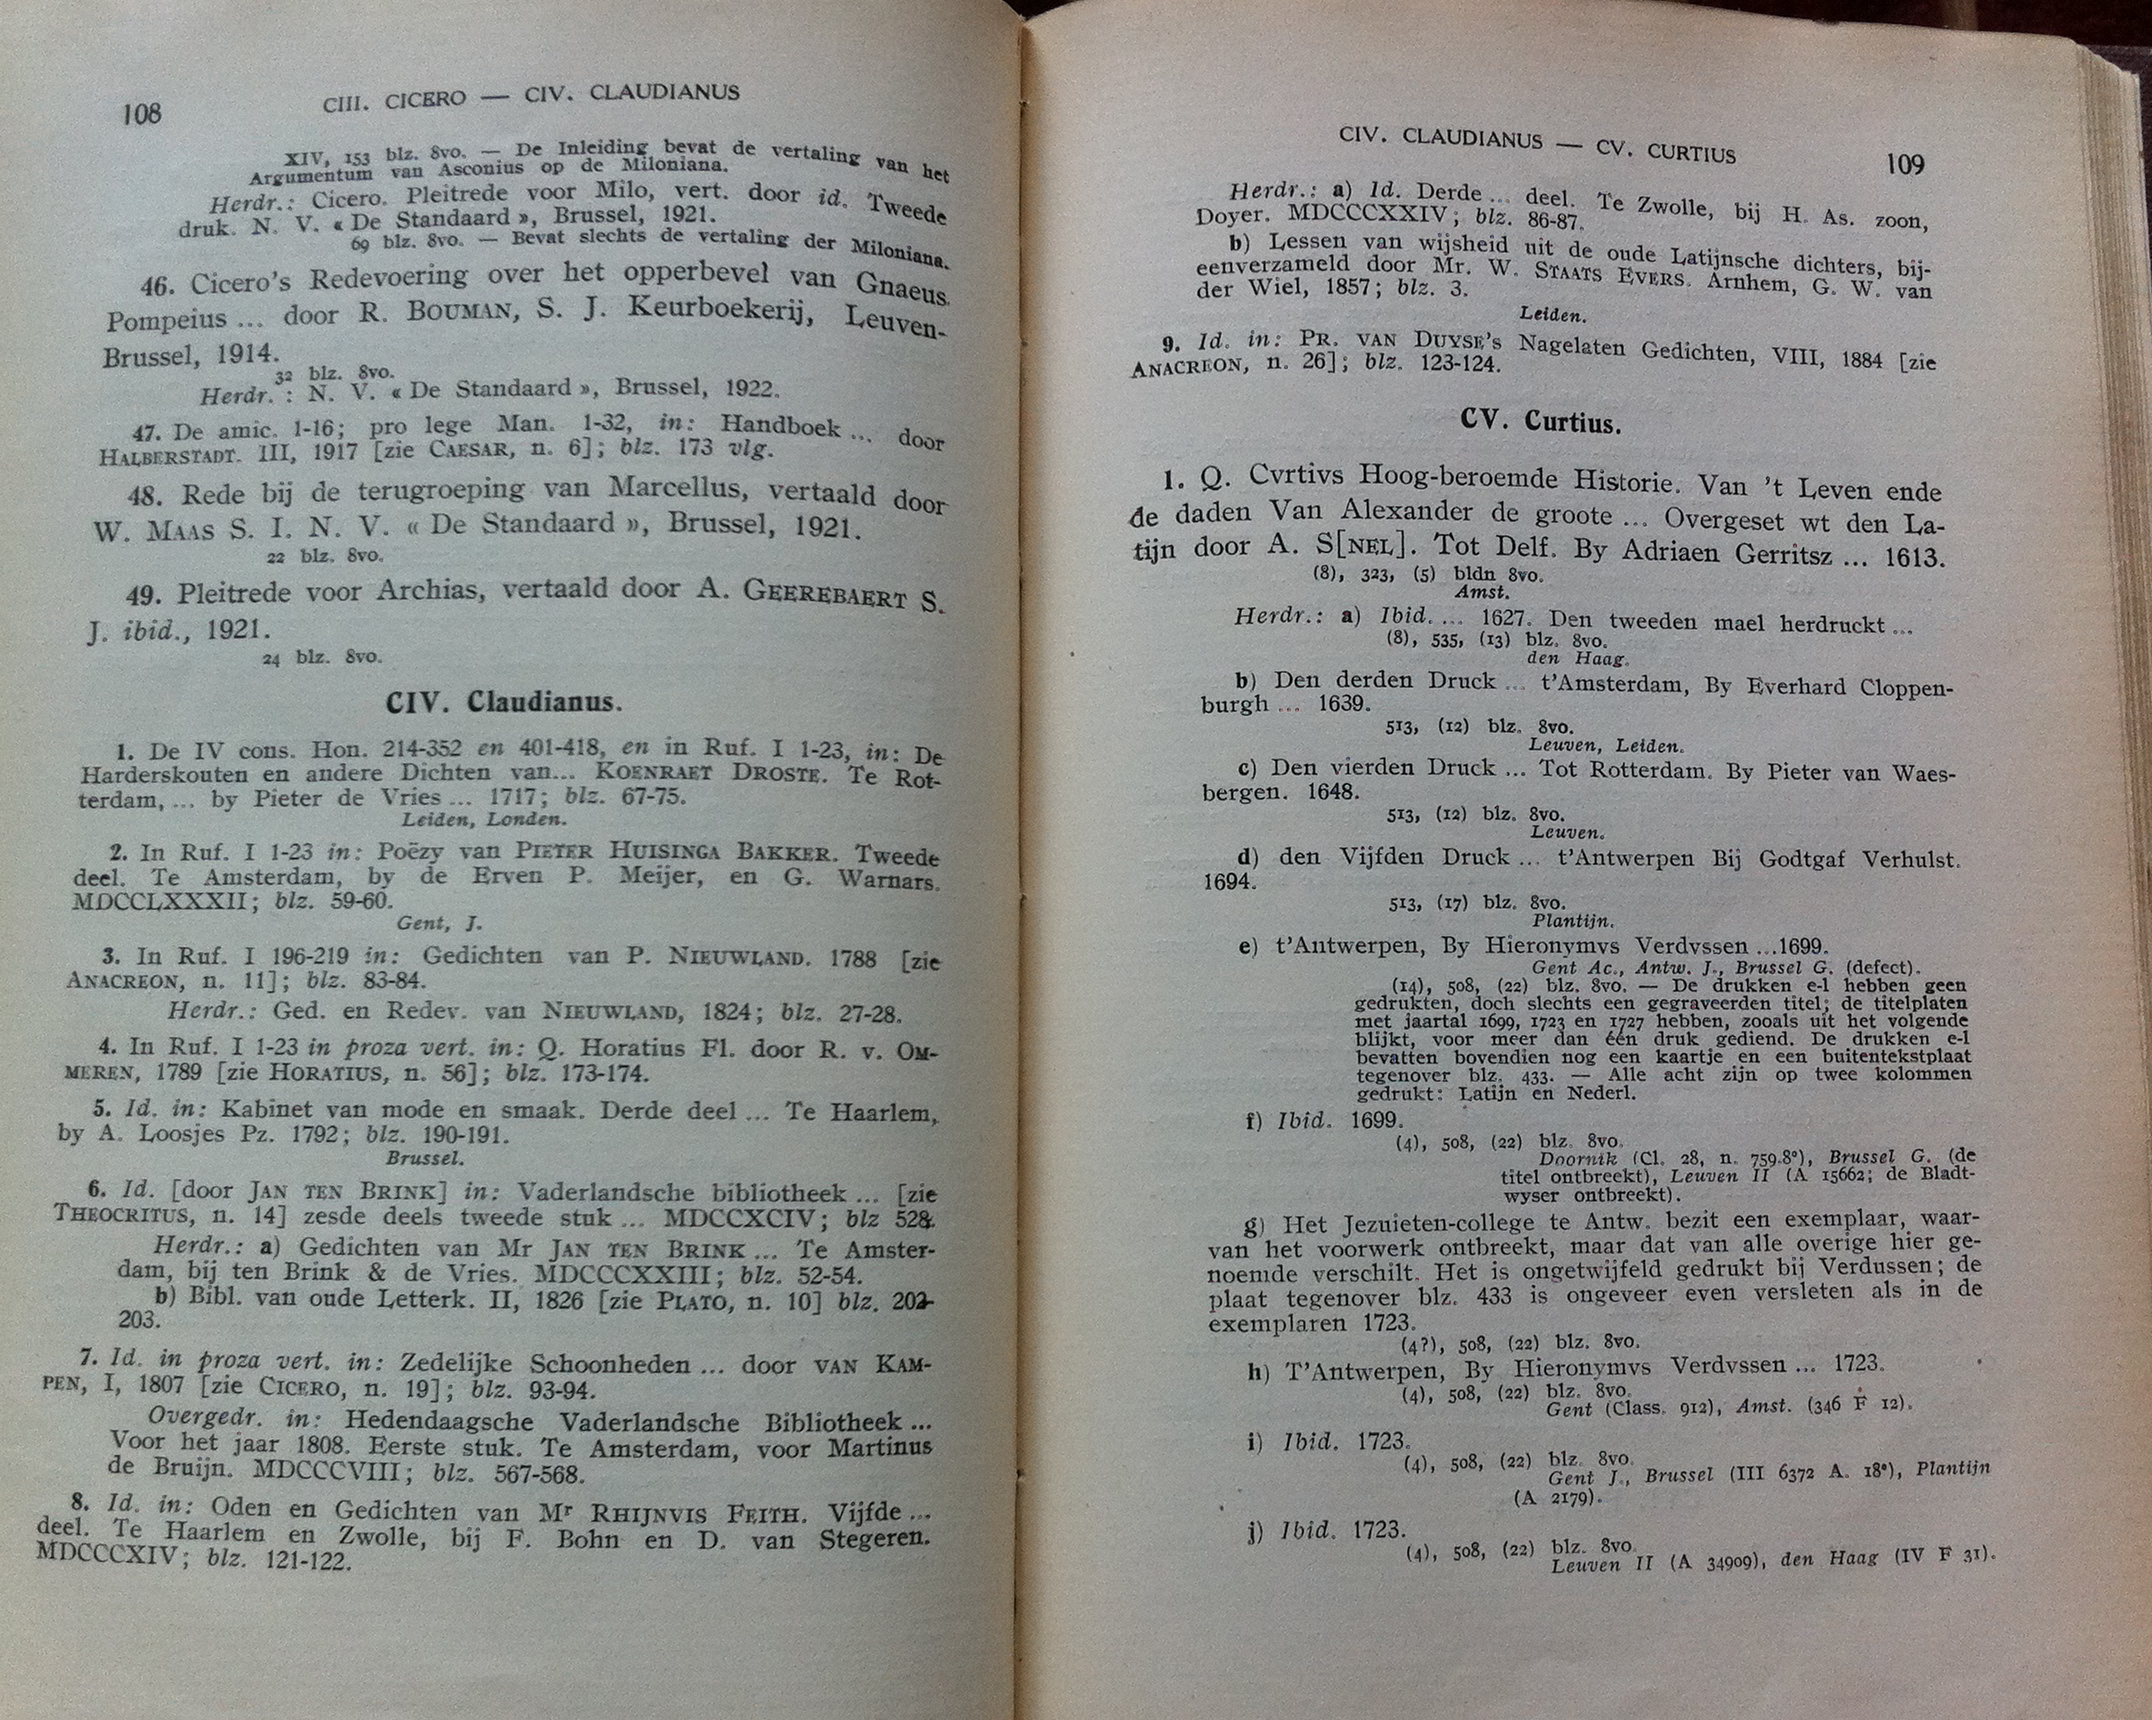 108
CIII. CICERO — CIV. CLAUDIANUS
XIV, 153 blz. 8vo. — De Inleiding bevat de vertaling van het
Argumentum van Asconius op de Miloniana.
Herdr.: Cicero. Pleitrede voor Milo, vert. door id. Tweede
druk. N. V. « De Standaard », Brussel, 1921.
69 blz. 8vo. — Bevat slechts de vertaling der Miloniana.
46. Cicero's Redevoering over het opperbevel van Gnaeus
Pompeius ... door R. BOUMAN, S. J. Keurboekerij, Leuven-
Brussel, 1914.
32 blz. 8vo.
Herdr. : N. V. « De Standaard », Brussel, 1922.
47. De amic. 1-16; pro lege Man. 1-32, in: Handboek ... door
HALBERSTADT. III, 1917 [zie CAESAR, n. 6]; blz. 173 vlg.
48. Rede bij de terugroeping van Marcellus, vertaald door
W. MAAS S. I. N. V. « De Standaard », Brussel, 1921.
22 blz. 8vo.
49. Pleitrede voor Archias, vertaald door A. GEEREBAERT S.
J. ibid., 1921.
24 blz. 8vo.
CIV. Claudianus.
1. De IV cons. Hon. 214-352 en 401-418, en in Ruf. I 1-23, in: De
Harderskouten en andere Dichten van... KOENRAET DROSTE. Te Rot-
terdam, ... by Pieter de Vries ... 1717; blz. 67-75.
Leiden, Londen.
2. In Ruf. I 1-23 in: Poëzy van PIETER HUISINGA BAKKER. Tweede
deel. Te Amsterdam, by de Erven P. Meijer, en G. Warnars.
MDCCLXXXII; blz. 59-60.
Gent, J.
3. In Ruf. I 196-219 in: Gedichten van P. NIEUWLAND. 1788 [zie
ANACREON, n. 11]; blz. 83-84.
Herdr.: Ged. en Redev. van NIEUWLAND, 1824; blz. 27-28.
4. In Ruf. I 1-23 in proza vert. in: Q. Horatius Fl. door R. v. OM-
MEREN, 1789 [zie HORATIUS, n. 56]; blz. 173-174.
5. Id. in: Kabinet van mode en smaak. Derde deel ... Te Haarlem,
by A. Loosjes Pz. 1792; blz. 190-191.
Brussel.
6. Id. [door JAN TEN BRINK] in: Vaderlandsche bibliotheek ... [zie
THEOCRITUS, n. 14] zesde deels tweede stuk ... MDCCXCIV; blz
Herdr.: a) Gedichten van Mr JAN TEN BRINK ... Te Amster-
dam, bij ten Brink & de Vries. MDCCCXXIII; blz. 52-54.
b) Bibl. van oude Letterk. II, 1826 [zie PLATO, n. 10] blz. 202-
203.
7. Id. in proza vert. in: Zedelijke Schoonheden ... door VAN KAM-
PEN, I, 1807 [zie CICERO, n. 19]; blz. 93-94.
Overgedr. in: Hedendaagsche Vaderlandsche Bibliotheek ...
Voor het jaar 1808. Eerste stuk. Te Amsterdam, voor Martinus
de Bruijn. MDCCCVIII; blz. 567-568.
8. Id. in: Oden en Gedichten van Mr RHIJNVIS FEITH. Vijfde ...
deel. Te Haarlem en Zwolle, bij F. Bohn en D. van Stegeren.
MDCCCXIV; blz. 121-122.
CIV. CLAUDIANUS — CV. CURTIUS
109
Herdr.: a) Id. Derde ... deel. Te Zwolle, bij H. As. zoon,
Doyer. MDCCCXXIV; blz. 86-87.
b) Lessen van wijsheid uit de oude Latijnsche dichters, bij-
eenverzameld door Mr. W. STAATS EVERS. Arnhem, G. W. van
der Wiel, 1857; blz. 3.
Leiden.
9. Id. in: PR. VAN DUYSE'S Nagelaten Gedichten, VIII, 1884 [zie
ANACREON, n. 26]; blz. 123-124.
CV. Curtius.
1. Q. Cvrtivs Hoog-beroemde Historie. Van 't Leven ende
de daden Van Alexander de groote ... Overgeset wt den La-
tijn door A. S[NEL]. Tot Delf. By Adriaen Gerritsz ... 1613.
(8), 323, (5) bldn 8vo.
Amst.
Herdr.: a) Ibid. ... 1627. Den tweeden mael herdruckt ...
(8), 535, (13) blz. 8vo.
den Haag.
b) Den derden Druck ... t'Amsterdam, By Everhard Cloppen-
burgh ... 1639.
513, (12) blz. 8vo.
Leuven, Leiden.
c) Den vierden Druck ... Tot Rotterdam. By Pieter van Waes-
bergen. 1648.
513, (12) blz. 8vo.
Leuven.
d) den Vijfden Druck ... t'Antwerpen Bij Godtgaf Verhulst.
1694.
513, (17) blz. 8vo.
Plantijn.
e) t'Antwerpen, By Hieronymvs Verdvssen ...1699.
Gent Ac., Antw. J., Brussel G. (defect).
(14), 508, (22) blz. 8vo. — De drukken e-l hebben geen
gedrukten, doch slechts een gegraveerden titel; de titelplaten
met jaartal 1699, 1723 en 1727 hebben, zooals uit het volgende
blijkt, voor meer dan één druk gediend. De drukken e-l
bevatten bovendien nog een kaartje en een buitentekstplaat
tegenover blz. 433. — Alle acht zijn op twee kolommen
gedrukt: Latijn en Nederl.
f) Ibid. 1699.
(4), 508, (22) blz. 8vo.
Doornik (Cl. 28, n. 759.8°), Brussel G. (de
titel ontbreekt), Leuven II (A 15662; de Bladt-
wyser ontbreekt).
g) Het Jezuieten-college te Antw. bezit een exemplaar, waar-
van het voorwerk ontbreekt, maar dat van alle overige hier ge-
noemde verschilt. Het is ongetwijfeld gedrukt bij Verdussen; de
plaat tegenover blz. 433 is ongeveer even versleten als in de
exemplaren 1723.
(4?), 508, (22) blz. 8vo.
h) T'Antwerpen, By Hieronymvs Verdvssen ... 1723.
(4), 508, (22) blz. 8vo.
Gent (Class. 912), Amst. (346 F 12).
i) Ibid. 1723.
(4), 508, (22) blz. 8vo.
Gent J., Brussel (III 6372 A. 18°), Plantijn
(A 2179).
j) Ibid. 1723.
(4), 508, (22) blz. 8vo.
Leuven II (A 34909), den Haag (IV F 31).